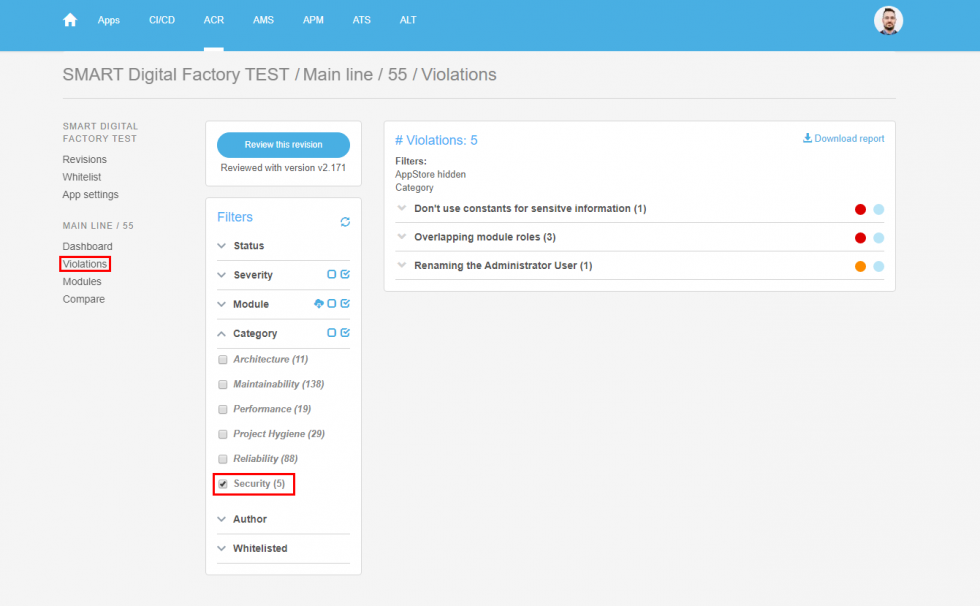 Apps CI/CD ACR AMS APM ATS ALT
SMART Digital Factory TEST / Main line / 55 / Violations
SMART DIGITAL
FACTORY TEST
Revisions
Whitelist
App settings
MAIN LINE / 55
Dashboard
Violations
Modules
Compare
Review this revision
Reviewed with version v2.171
Filters
Status
Severity
Module
Category
Architecture (11)
Maintainability (138)
Performance (19)
Project Hygiene (29)
Reliability (88)
Security (5)
Author
Whitelisted
# Violations: 5
Download report
Filters:
AppStore hidden
Category
Don't use constants for sensitve information (1)
Overlapping module roles (3)
Renaming the Administrator User (1)